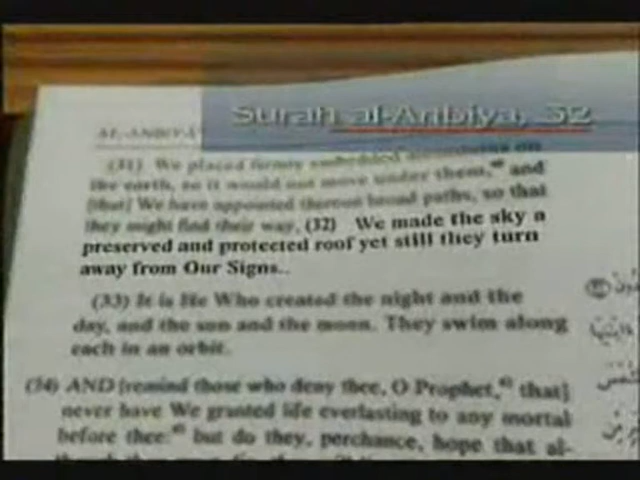 Surah al-Anbiya, 32
AL-ANBIYA
(31) We placed firmly embedded mountains on
the earth, so it would not move under them, and
[that] We have appointed thereon broad paths, so that
they might find their way, (32) We made the sky a
preserved and protected roof yet still they turn
away from Our Signs..
(33) It is He Who created the night and the
day, and the sun and the moon. They swim along
each in an orbit.
(34) AND [remind those who deny thee, O Prophet, that]
never have We granted life everlasting to any mortal
before thee: but do they, perchance, hope that al-